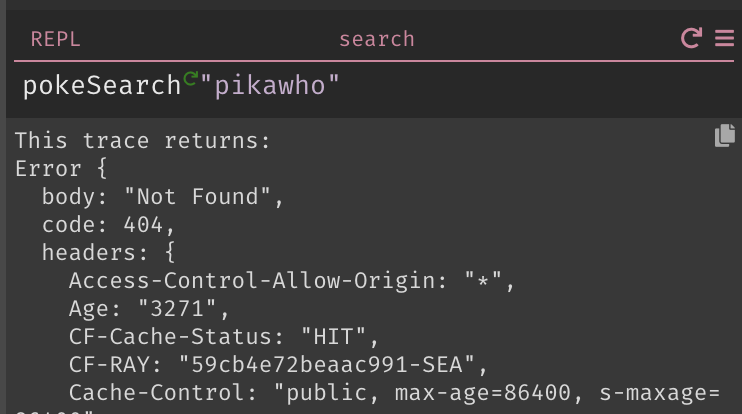 REPL search
pokeSearch "pikawho"
This trace returns:
Error {
body: "Not Found",
code: 404,
headers: {
Access-Control-Allow-Origin: "*",
Age: "3271",
CF-Cache-Status: "HIT",
CF-RAY: "59cb4e72beaac991-SEA",
Cache-Control: "public, max-age=86400, s-maxage=